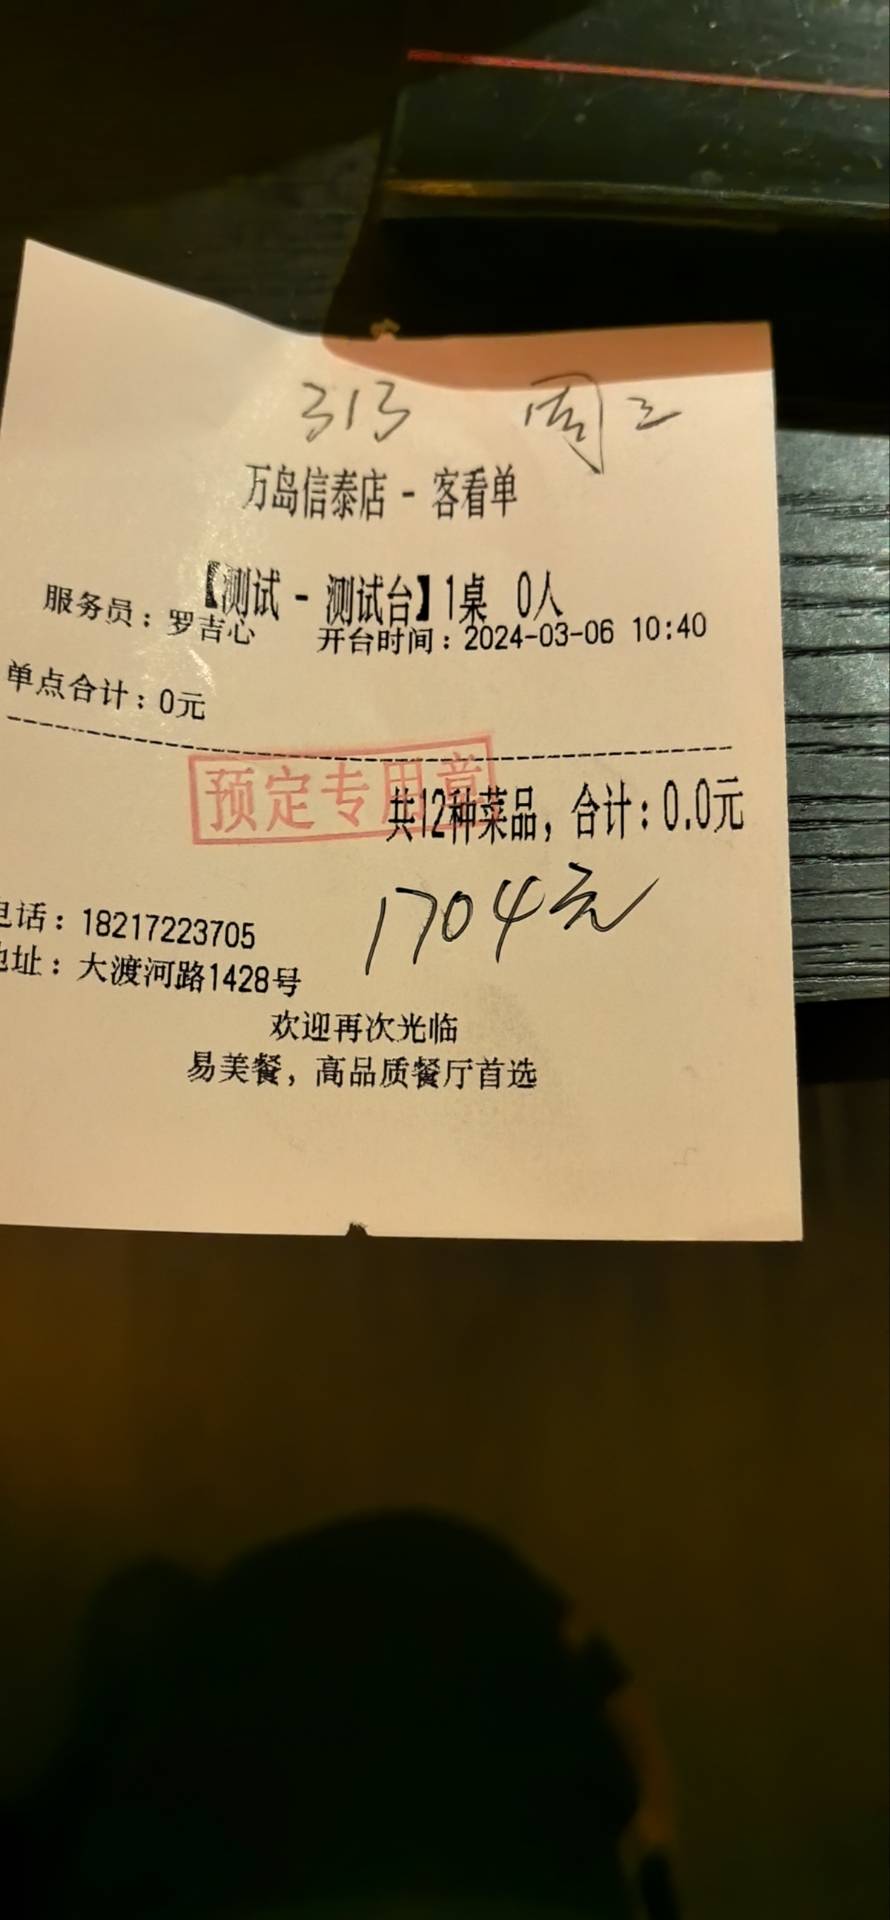 313 周三
万岛信泰店 - 客看单
【测试 - 测试台】1桌 0人
服务员：罗吉心 开台时间：2024-03-06 10:40
单点合计：0元
预定专用章
共12种菜品，合计：0.0元
1704元
电话：18217223705
地址：大渡河路1428号
欢迎再次光临
易美餐，高品质餐厅首选